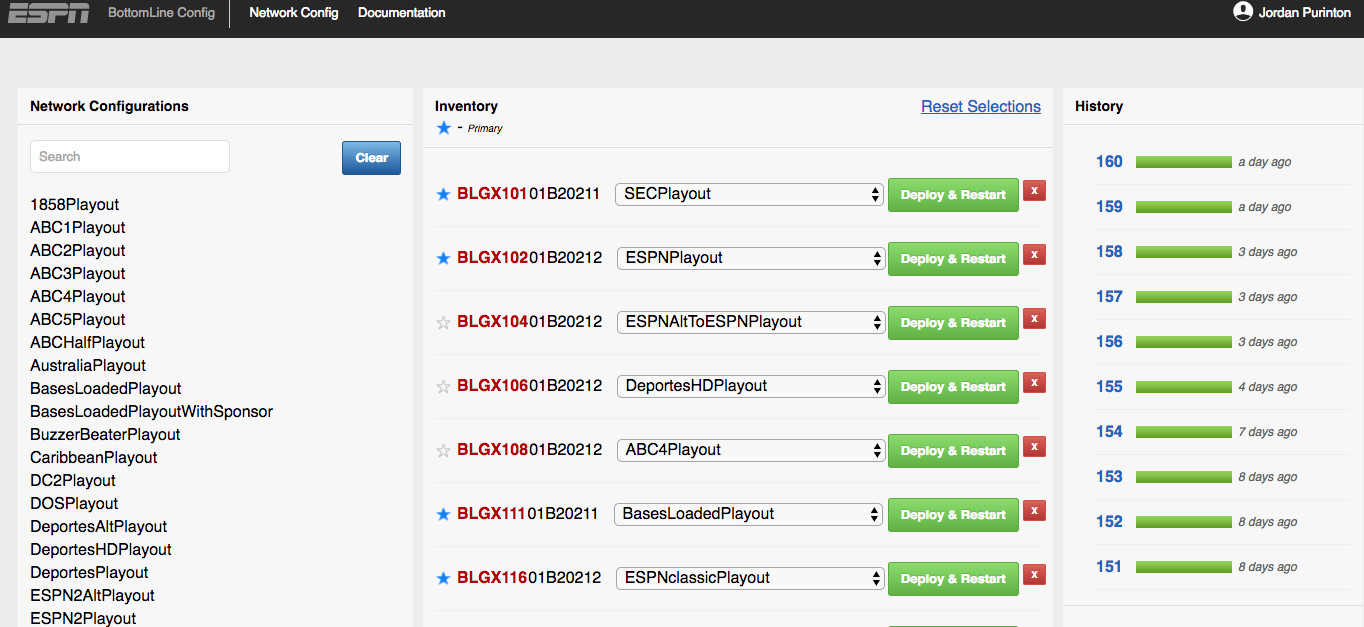 ESPN BottomLine Config Network Config Documentation Jordan Purinton
Network Configurations
Search Clear
1858Playout
ABC1Playout
ABC2Playout
ABC3Playout
ABC4Playout
ABC5Playout
ABCHalfPlayout
AustraliaPlayout
BasesLoadedPlayout
BasesLoadedPlayoutWithSponsor
BuzzerBeaterPlayout
CaribbeanPlayout
DC2Playout
DOSPlayout
DeportesAltPlayout
DeportesHDPlayout
DeportesPlayout
ESPN2AltPlayout
ESPN2Playout
Inventory Reset Selections
- Primary
BLGX10101B20211 SECPlayout Deploy & Restart x
BLGX10201B20212 ESPNPlayout Deploy & Restart x
BLGX10401B20212 ESPNAltToESPNPlayout Deploy & Restart x
BLGX10601B20212 DeportesHDPlayout Deploy & Restart x
BLGX10801B20212 ABC4Playout Deploy & Restart x
BLGX11101B20211 BasesLoadedPlayout Deploy & Restart x
BLGX11601B20212 ESPNclassicPlayout Deploy & Restart x
History
160 a day ago
159 a day ago
158 3 days ago
157 3 days ago
156 3 days ago
155 4 days ago
154 7 days ago
153 8 days ago
152 8 days ago
151 8 days ago